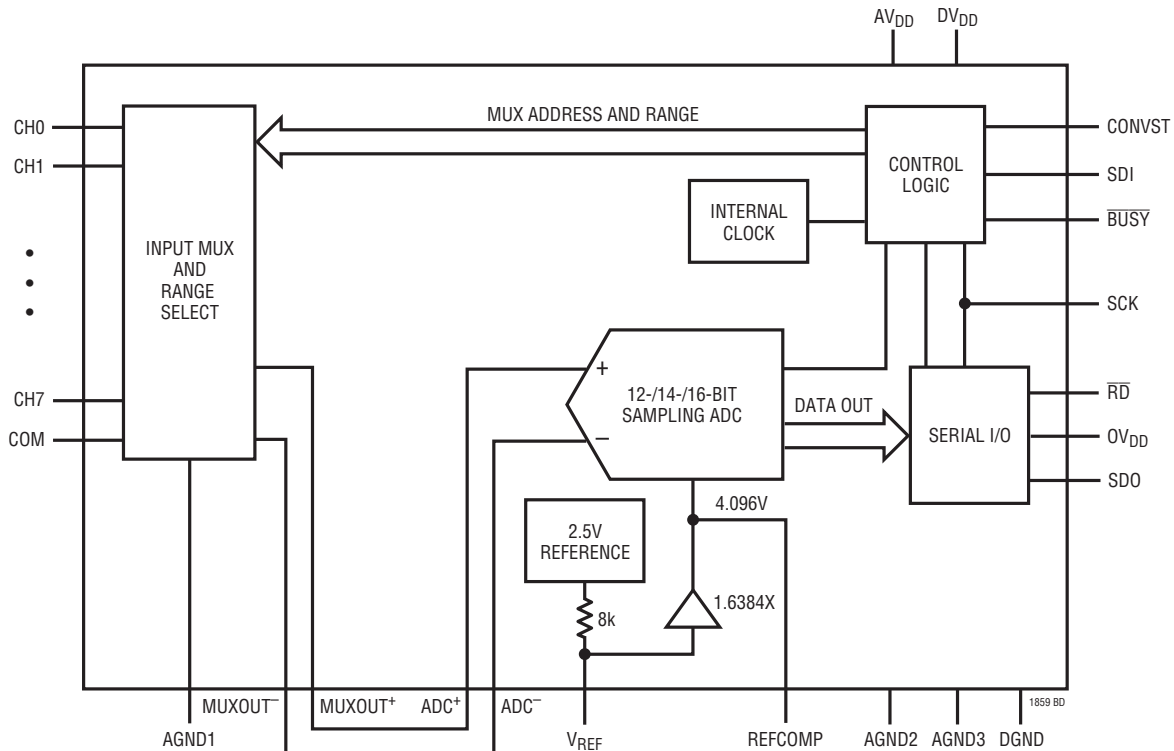 AVDD DVDD
MUX ADDRESS AND RANGE
CH0
CH1
CH7
COM
INPUT MUX
AND
RANGE
SELECT
INTERNAL
CLOCK
CONTROL
LOGIC
CONVST
SDI
B̅U̅S̅Y̅
SCK
R̅D̅
OVDD
SDO
+
12-/14-/16-BIT
SAMPLING ADC
−
DATA OUT
SERIAL I/O
4.096V
2.5V
REFERENCE
1.6384X
8k
MUXOUT⁻ MUXOUT⁺ ADC⁺ ADC⁻
1859 BD
AGND1 VREF REFCOMP AGND2 AGND3 DGND